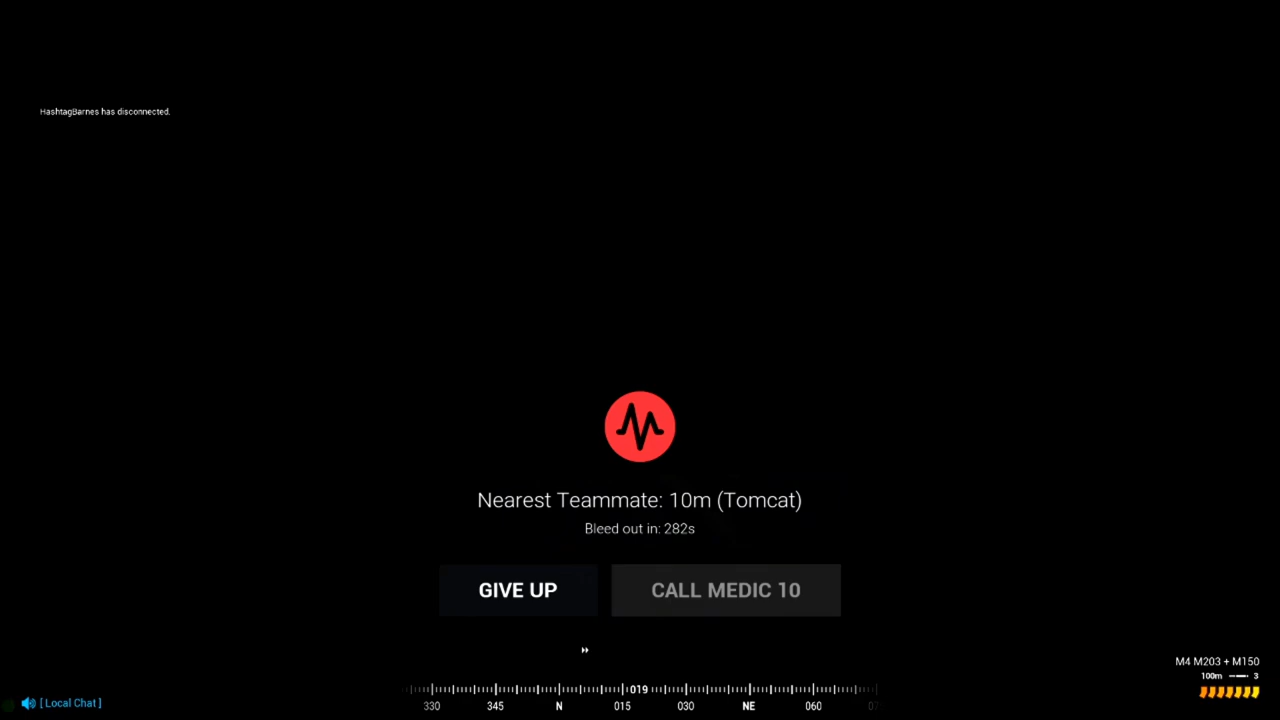 HashtagBarnes has disconnected.
Nearest Teammate: 10m (Tomcat)
Bleed out in: 282s
GIVE UP
CALL MEDIC 10
M4 M203 + M150
100m 3
019
330 345 N 015 030 NE 060
[ Local Chat ]